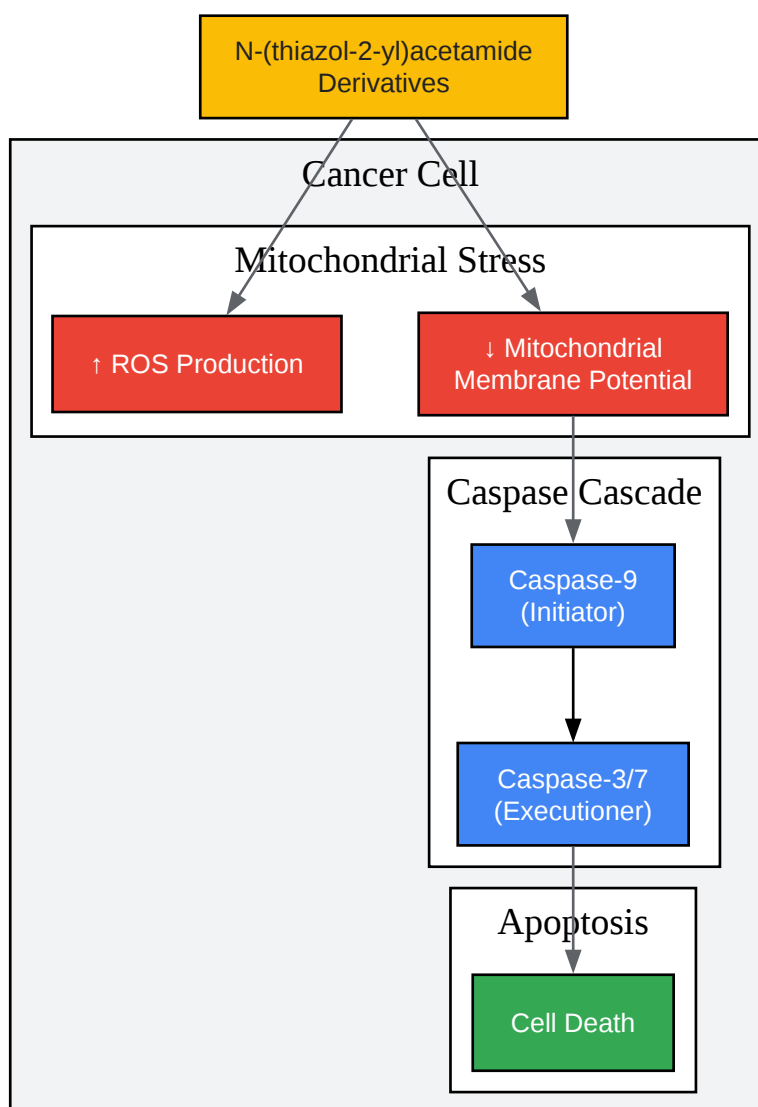 N-(thiazol-2-yl)acetamide
Derivatives
Cancer Cell
Mitochondrial Stress
↑ ROS Production
↓ Mitochondrial
Membrane Potential
Caspase Cascade
Caspase-9
(Initiator)
Caspase-3/7
(Executioner)
Apoptosis
Cell Death